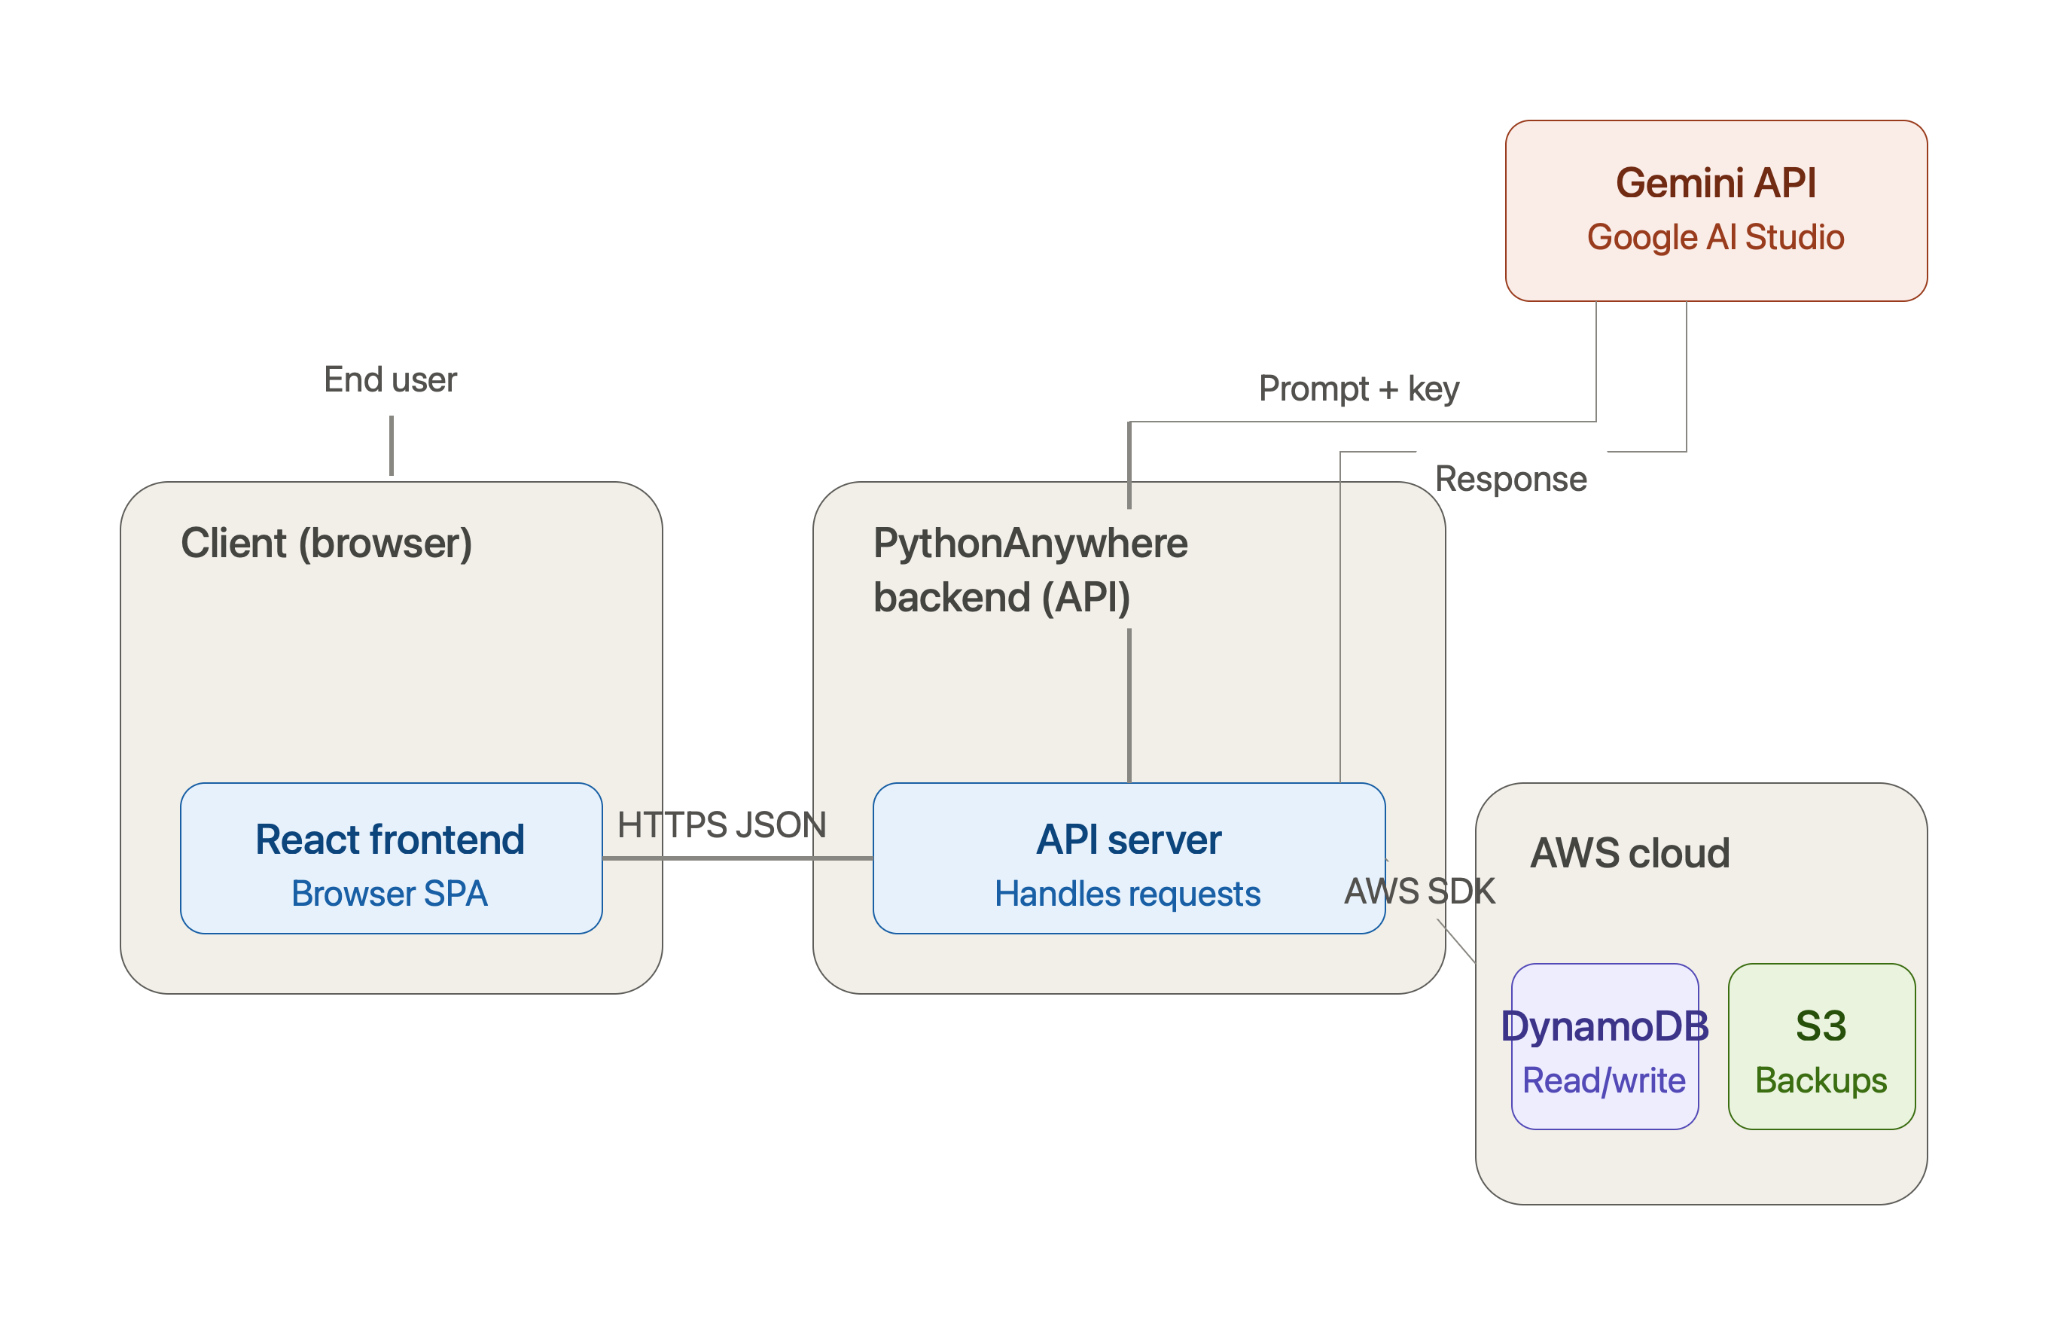 Gemini API
Google AI Studio
End user
Prompt + key
Response
Client (browser)
PythonAnywhere
backend (API)
React frontend
Browser SPA
HTTPS JSON
API server
Handles requests
AWS SDK
AWS cloud
DynamoDB
Read/write
S3
Backups